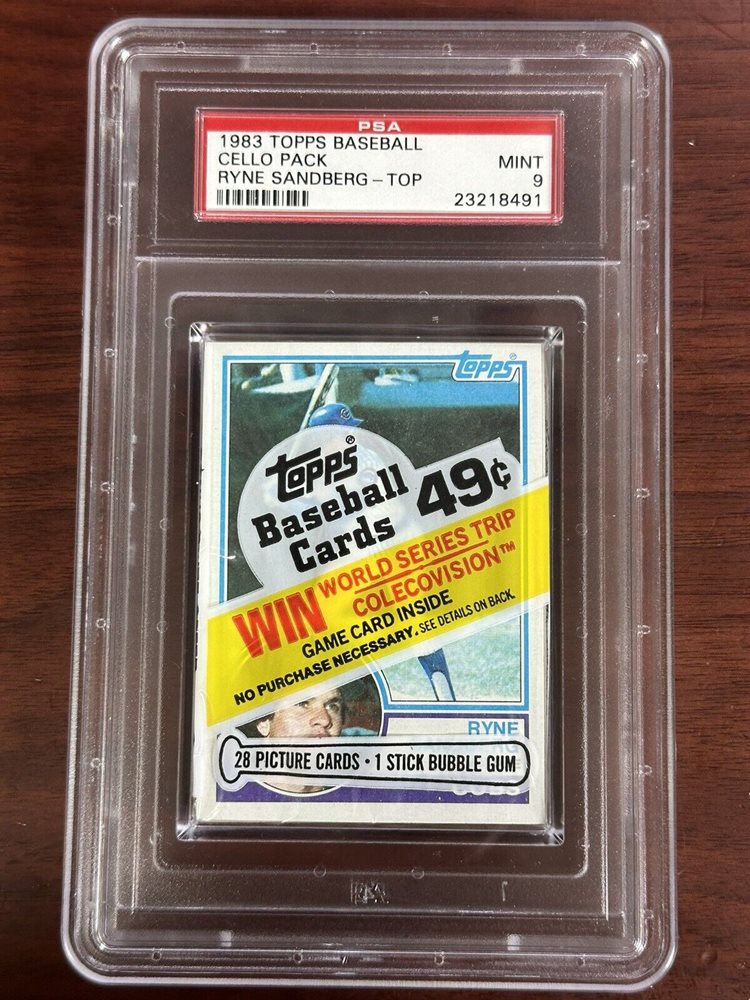 PSA
1983 TOPPS BASEBALL
CELLO PACK
MINT
RYNE SANDBERG - TOP
9
23218491
Topps®
Topps®
Baseball
Cards
49¢
WIN WORLD SERIES TRIP
COLECOVISION™
GAME CARD INSIDE
NO PURCHASE NECESSARY. SEE DETAILS ON BACK.
RYNE
28 PICTURE CARDS • 1 STICK BUBBLE GUM
CUBS
PSA